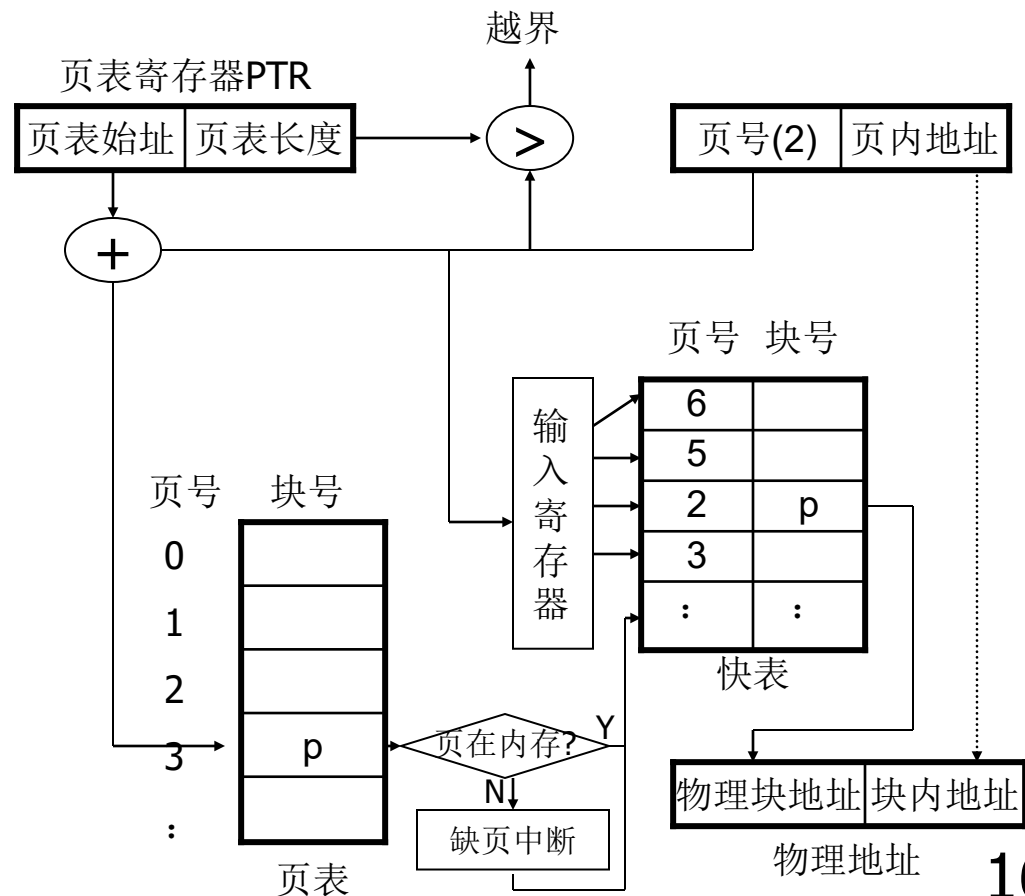 越界
页表寄存器PTR
页表始址 页表长度
>
页号(2) 页内地址
+
页号 块号
输入寄存器
6
5
2 p
3
: :
快表
页号 块号
0
1
2
3 p
:
页表
页在内存?
Y
N
缺页中断
物理块地址 块内地址
物理地址